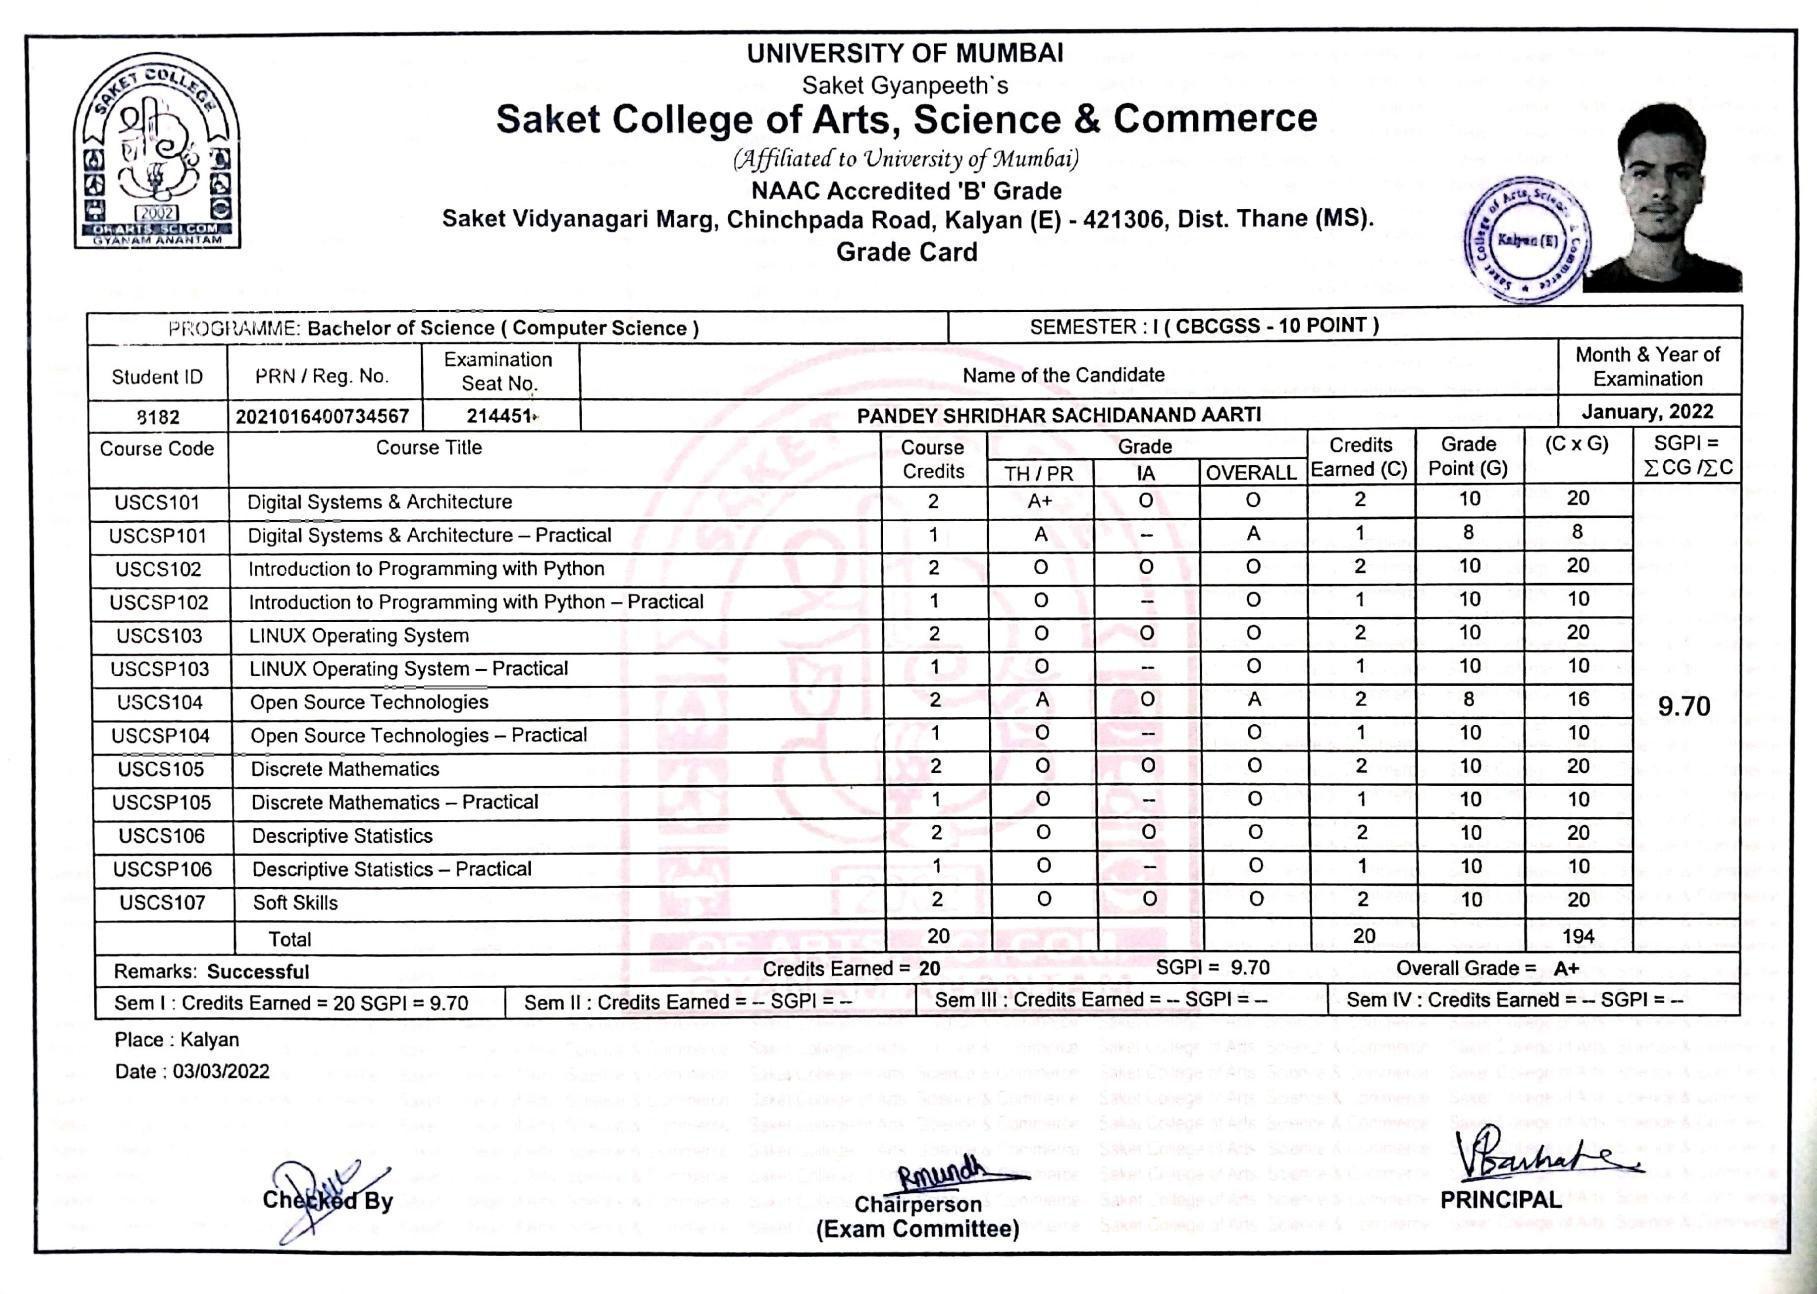 UNIVERSITY OF MUMBAI
Saket Gyanpeeth`s
Saket College of Arts, Science & Commerce
(Affiliated to University of Mumbai)
NAAC Accredited 'B' Grade
Saket Vidyanagari Marg, Chinchpada Road, Kalyan (E) - 421306, Dist. Thane (MS).
Grade Card
SAKET COLLEGE
2002
OF ARTS SCI.COM
GYANAM ANANTAM
College of Arts, Science & Commerce
Kalyan (E)
PROGRAMME: Bachelor of Science ( Computer Science ) SEMESTER : I ( CBCGSS - 10 POINT )
Student ID PRN / Reg. No. Examination Seat No. Name of the Candidate Month & Year of Examination
8182 2021016400734567 214451 PANDEY SHRIDHAR SACHIDANAND AARTI January, 2022
Course Code Course Title Course Credits Grade Credits Earned (C) Grade Point (G) (C x G) SGPI = ∑CG /∑C
TH / PR IA OVERALL
USCS101 Digital Systems & Architecture 2 A+ O O 2 10 20
USCSP101 Digital Systems & Architecture – Practical 1 A -- A 1 8 8
USCS102 Introduction to Programming with Python 2 O O O 2 10 20
USCSP102 Introduction to Programming with Python – Practical 1 O -- O 1 10 10
USCS103 LINUX Operating System 2 O O O 2 10 20
USCSP103 LINUX Operating System – Practical 1 O -- O 1 10 10
USCS104 Open Source Technologies 2 A O A 2 8 16
9.70
USCSP104 Open Source Technologies – Practical 1 O -- O 1 10 10
USCS105 Discrete Mathematics 2 O O O 2 10 20
USCSP105 Discrete Mathematics – Practical 1 O -- O 1 10 10
USCS106 Descriptive Statistics 2 O O O 2 10 20
USCSP106 Descriptive Statistics – Practical 1 O -- O 1 10 10
USCS107 Soft Skills 2 O O O 2 10 20
Total 20 20 194
Remarks: Successful Credits Earned = 20 SGPI = 9.70 Overall Grade = A+
Sem I : Credits Earned = 20 SGPI = 9.70 Sem II : Credits Earned = - SGPI = -- Sem III : Credits Earned = -- SGPI = -- Sem IV : Credits Earned = -- SGPI = --
Place : Kalyan
Date : 03/03/2022
Checked By
Chairperson
(Exam Committee)
PRINCIPAL